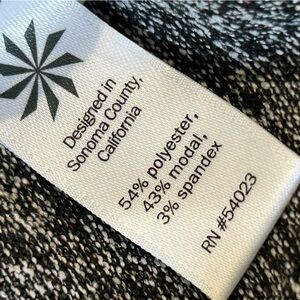 Designed in
Sonoma County,
California
54% polyester,
43% modal,
3% spandex
RN #54023